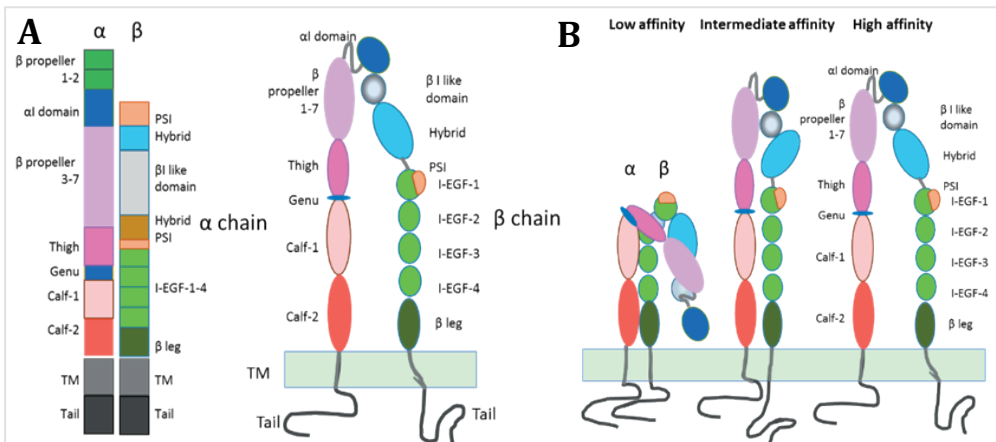 A
α
β
β propeller
1-2
αI domain
β propeller
3-7
Thigh
Genu
Calf-1
Calf-2
TM
Tail
PSI
Hybrid
βI like
domain
Hybrid
PSI
I-EGF-1-4
β leg
TM
Tail
α chain
αI domain
β
propeller
1-7
Thigh
Genu
Calf-1
Calf-2
TM
Tail
β I like
domain
Hybrid
PSI
I-EGF-1
I-EGF-2
I-EGF-3
I-EGF-4
β leg
Tail
β chain
B
Low affinity
Intermediate affinity
High affinity
α
β
αI domain
β
propeller
1-7
Thigh
Genu
Calf-1
Calf-2
β I like
domain
Hybrid
PSI
I-EGF-1
I-EGF-2
I-EGF-3
I-EGF-4
β leg